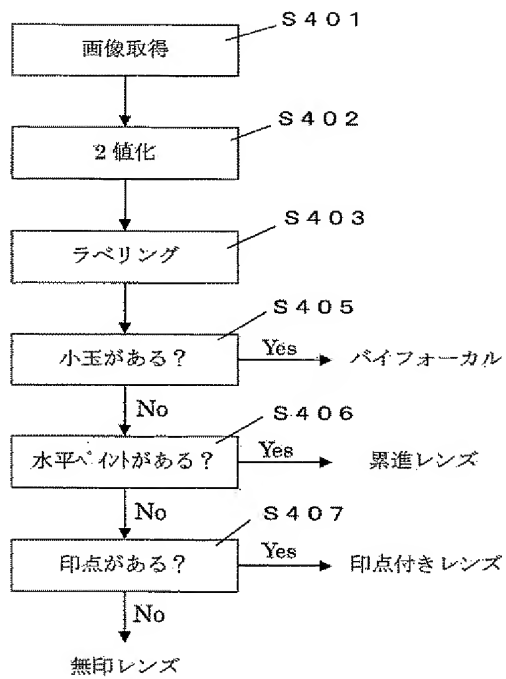 S401
画像取得
S402
2値化
S403
ラベリング
S405
小玉がある？ Yes バイフォーカル
No
S406
水平ペイントがある？ Yes 累進レンズ
No
S407
印点がある？ Yes 印点付きレンズ
No
無印レンズ